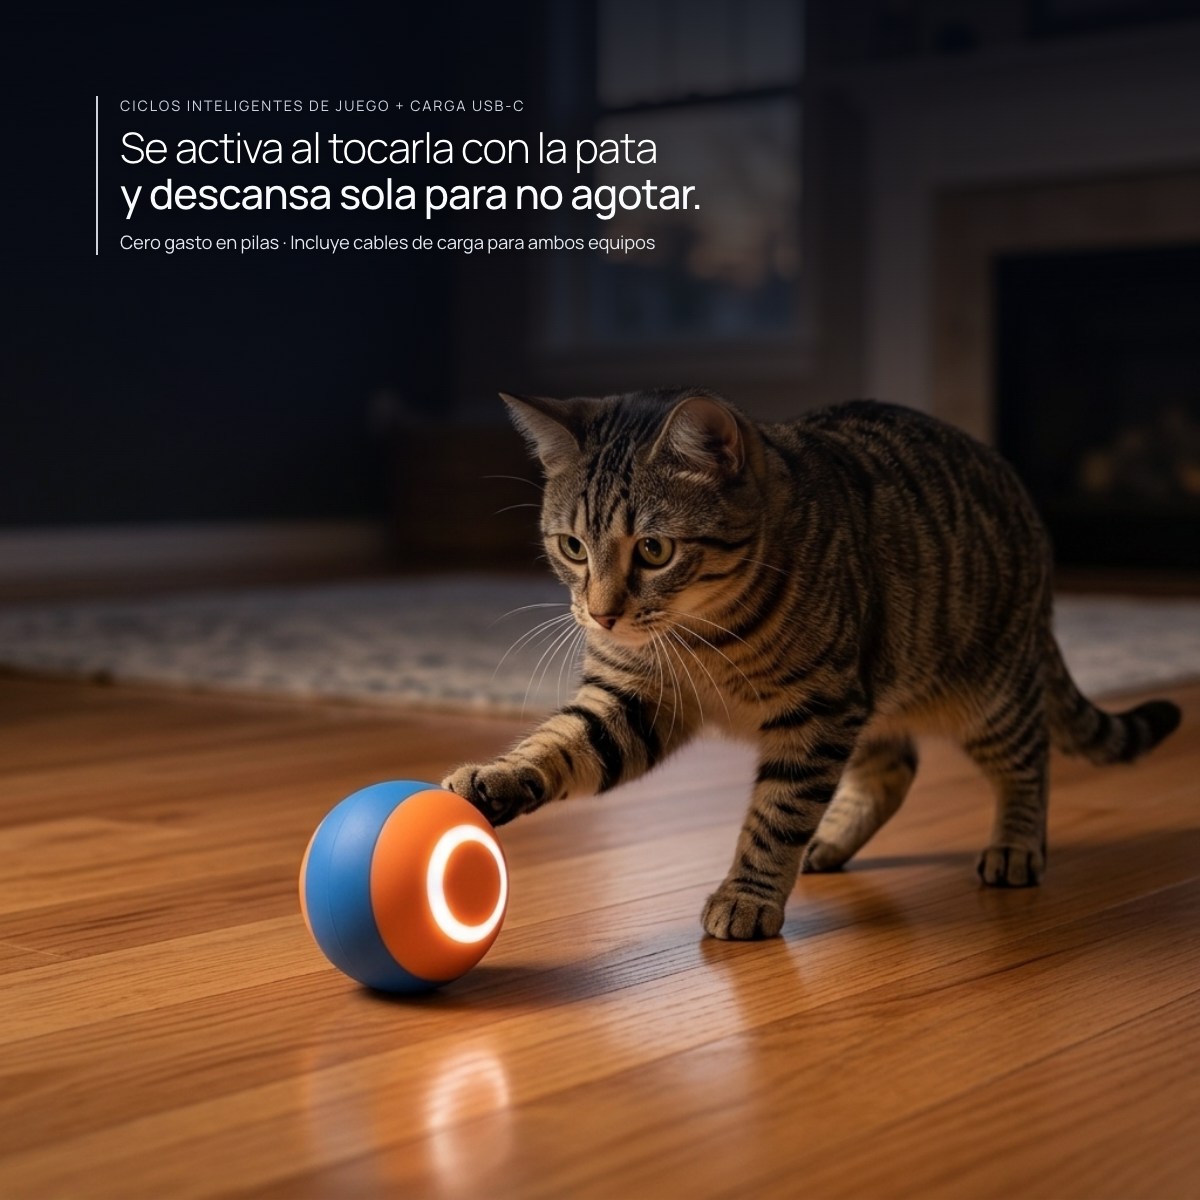 CICLOS INTELIGENTES DE JUEGO + CARGA USB-C
Se activa al tocarla con la pata
y descansa sola para no agotar.
Cero gasto en pilas · Incluye cables de carga para ambos equipos